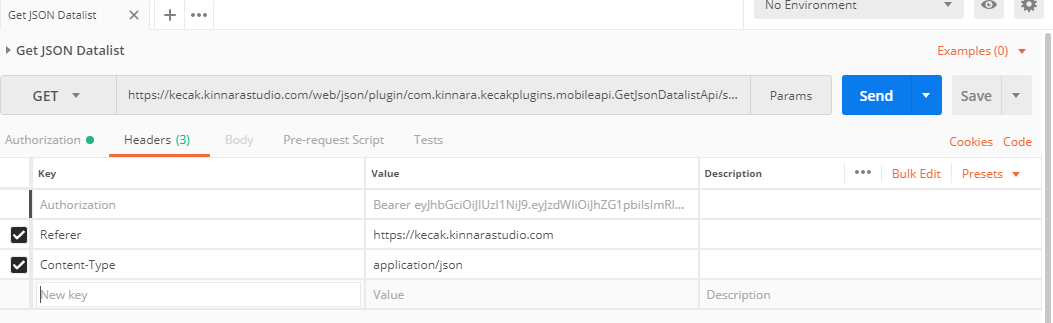 Get JSON Datalist
No Environment
Get JSON Datalist
Examples (0)
GET https://kecak.kinnarastudio.com/web/json/plugin/com.kinnara.kecakplugins.mobileapi.GetJsonDatalistApi/s... Params Send Save
Authorization Headers (3) Body Pre-request Script Tests Cookies Code
Key Value Description ••• Bulk Edit Presets
Authorization Bearer eyJhbGciOiJIUzI1NiJ9.eyJzdWIiOiJhZG1pbiIsImRl...
Referer https://kecak.kinnarastudio.com
Content-Type application/json
New key Value Description